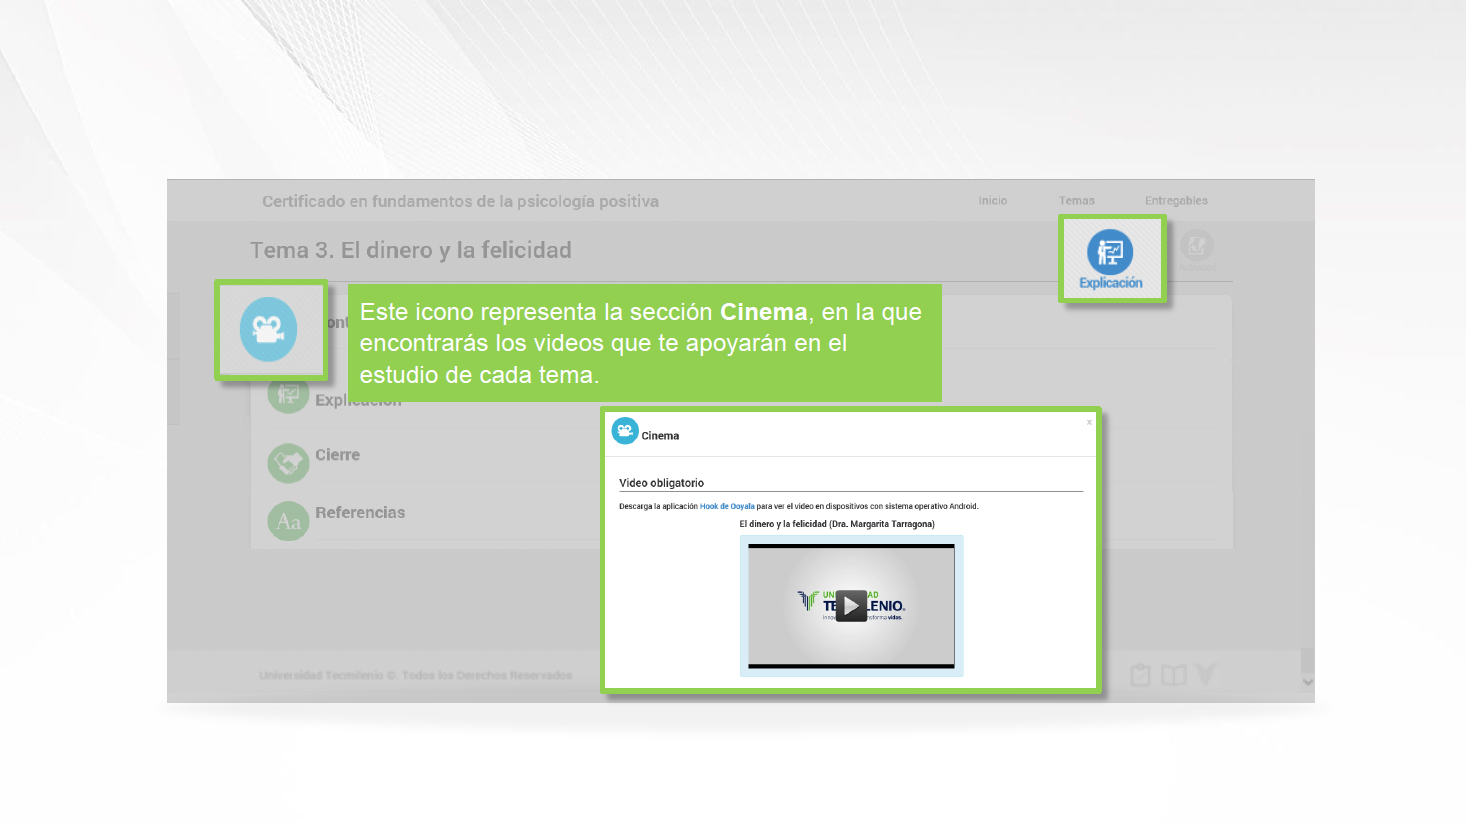 Certificado en fundamentos de la psicología positiva
Inicio
Temas
Entregables
Tema 3. El dinero y la felicidad
Explicación
Este icono representa la sección Cinema, en la que
encontrarás los videos que te apoyarán en el
estudio de cada tema.
Explicación
Cierre
Aa
Referencias
Cinema
x
Video obligatorio
Descarga la aplicación Hook de Ooyala para ver el video en dispositivos con sistema operativo Android.
El dinero y la felicidad (Dra. Margarita Tarragona)
Universidad Tecmilenio ©. Todos los Derechos Reservados